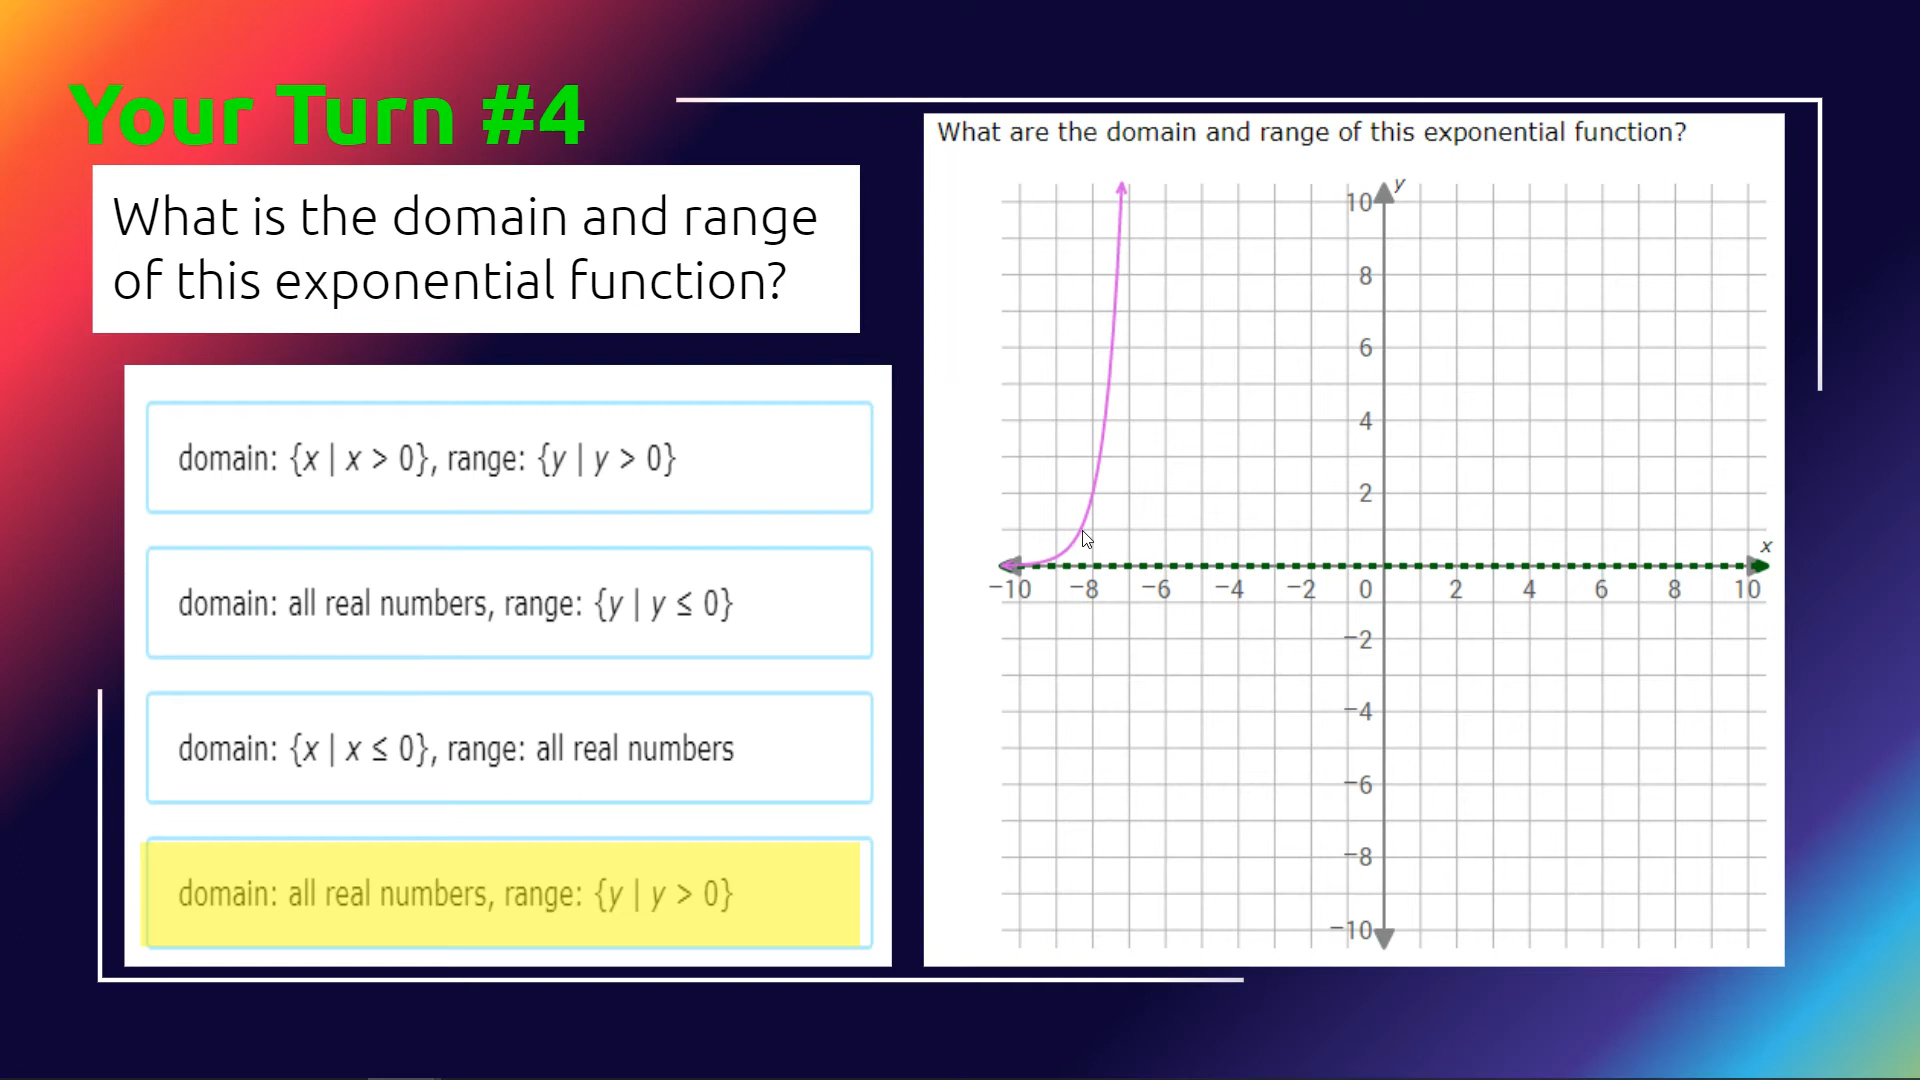 Your Turn #4
What is the domain and range
of this exponential function?
domain: {x | x > 0}, range: {y | y > 0}
domain: all real numbers, range: {y | y ≤ 0}
domain: {x | x ≤ 0}, range: all real numbers
domain: all real numbers, range: {y | y > 0}
What are the domain and range of this exponential function?
y
10
8
6
4
2
x
−10 −8 −6 −4 −2 0 2 4 6 8 10
−2
−4
−6
−8
−10